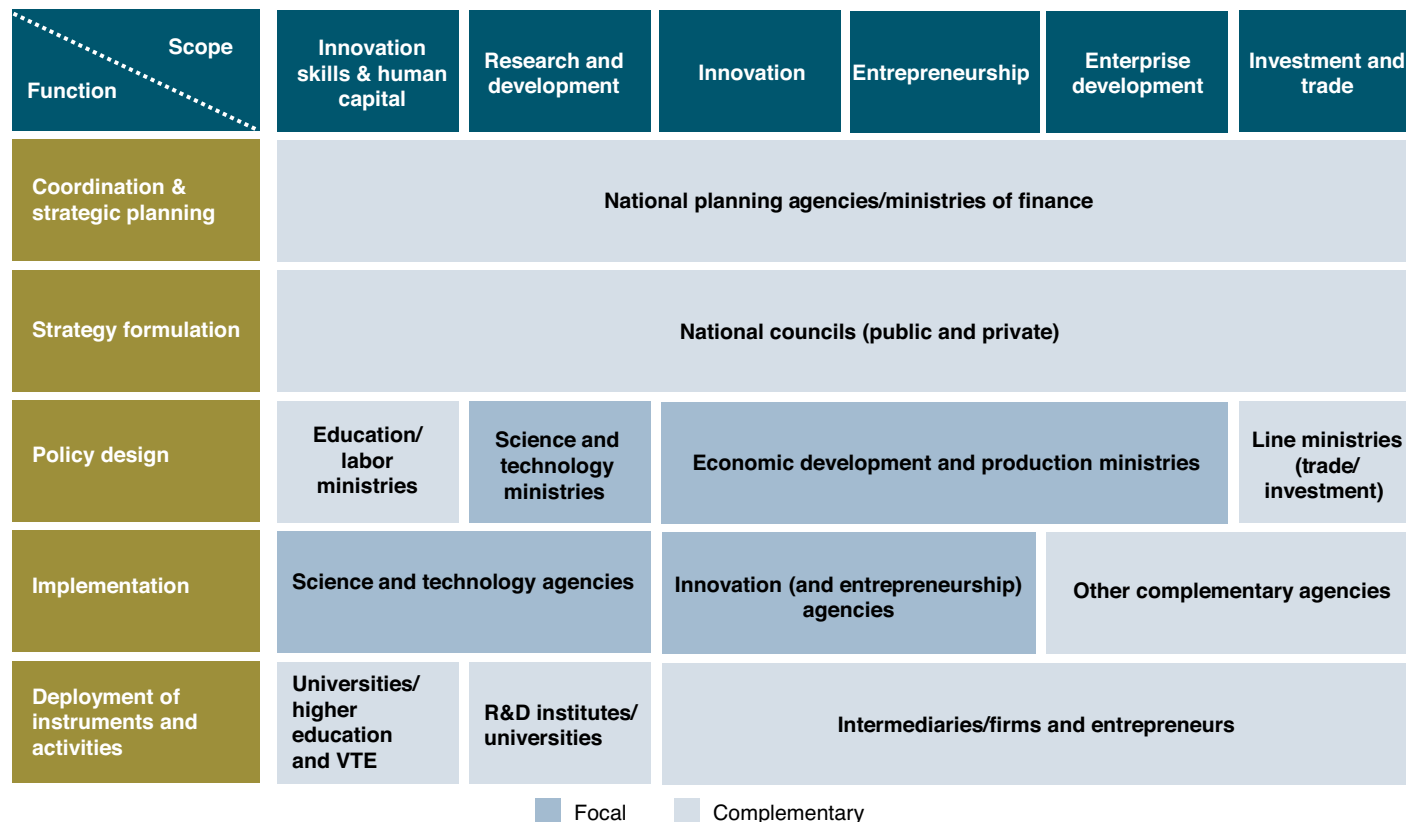 Scope
Function
Innovation
skills & human
capital
Research and
development
Innovation
Entrepreneurship
Enterprise
development
Investment and
trade
Coordination &
strategic planning
National planning agencies/ministries of finance
Strategy formulation
National councils (public and private)
Policy design
Education/
labor
ministries
Science and
technology
ministries
Economic development and production ministries
Line ministries
(trade/
investment)
Implementation
Science and technology agencies
Innovation (and entrepreneurship)
agencies
Other complementary agencies
Deployment of
instruments and
activities
Universities/
higher
education
and VTE
R&D institutes/
universities
Intermediaries/firms and entrepreneurs
Focal
Complementary